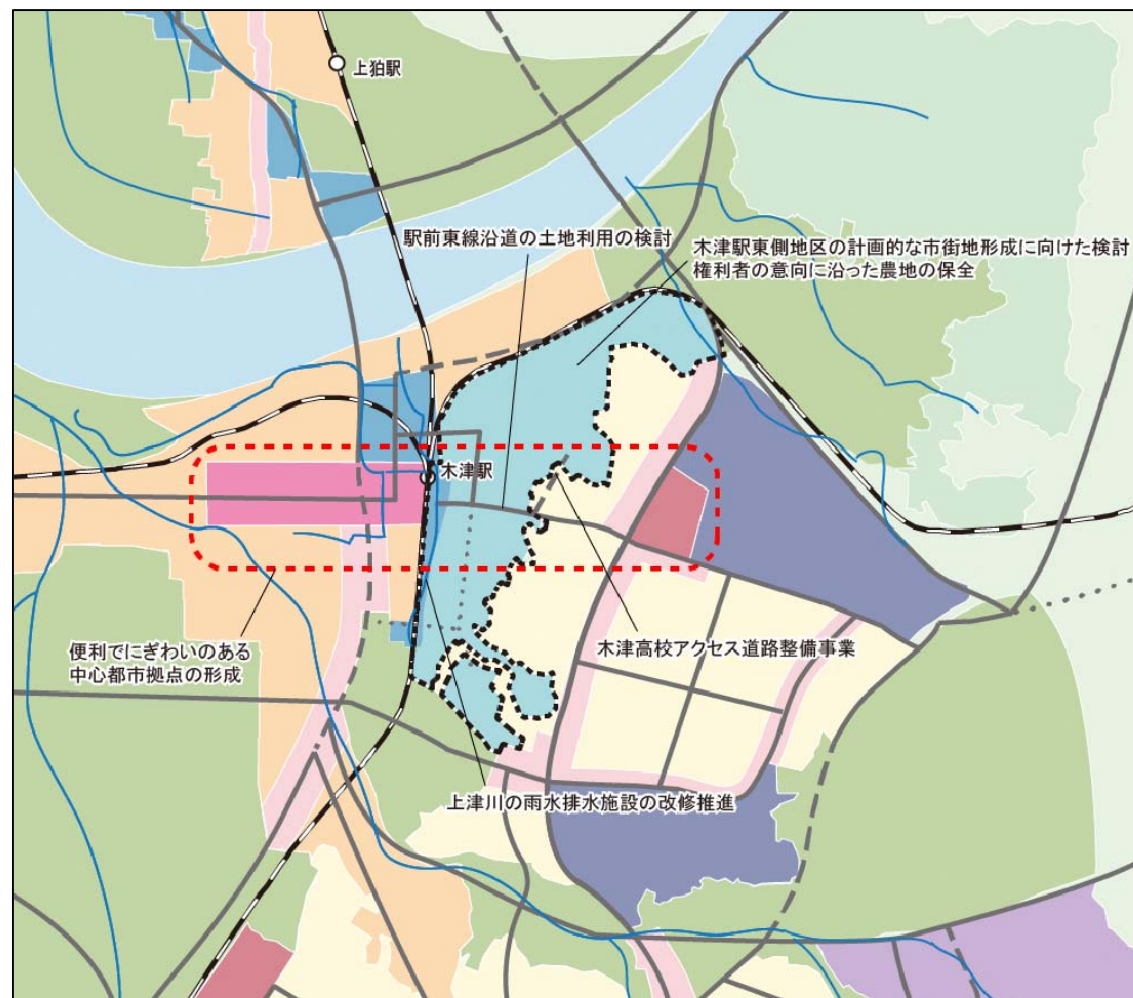 上狛駅
駅前東線沿道の土地利用の検討
木津駅東側地区の計画的な市街地形成に向けた検討
権利者の意向に沿った農地の保全
木津駅
便利でにぎわいのある
中心都市拠点の形成
木津高校アクセス道路整備事業
上津川の雨水排水施設の改修推進